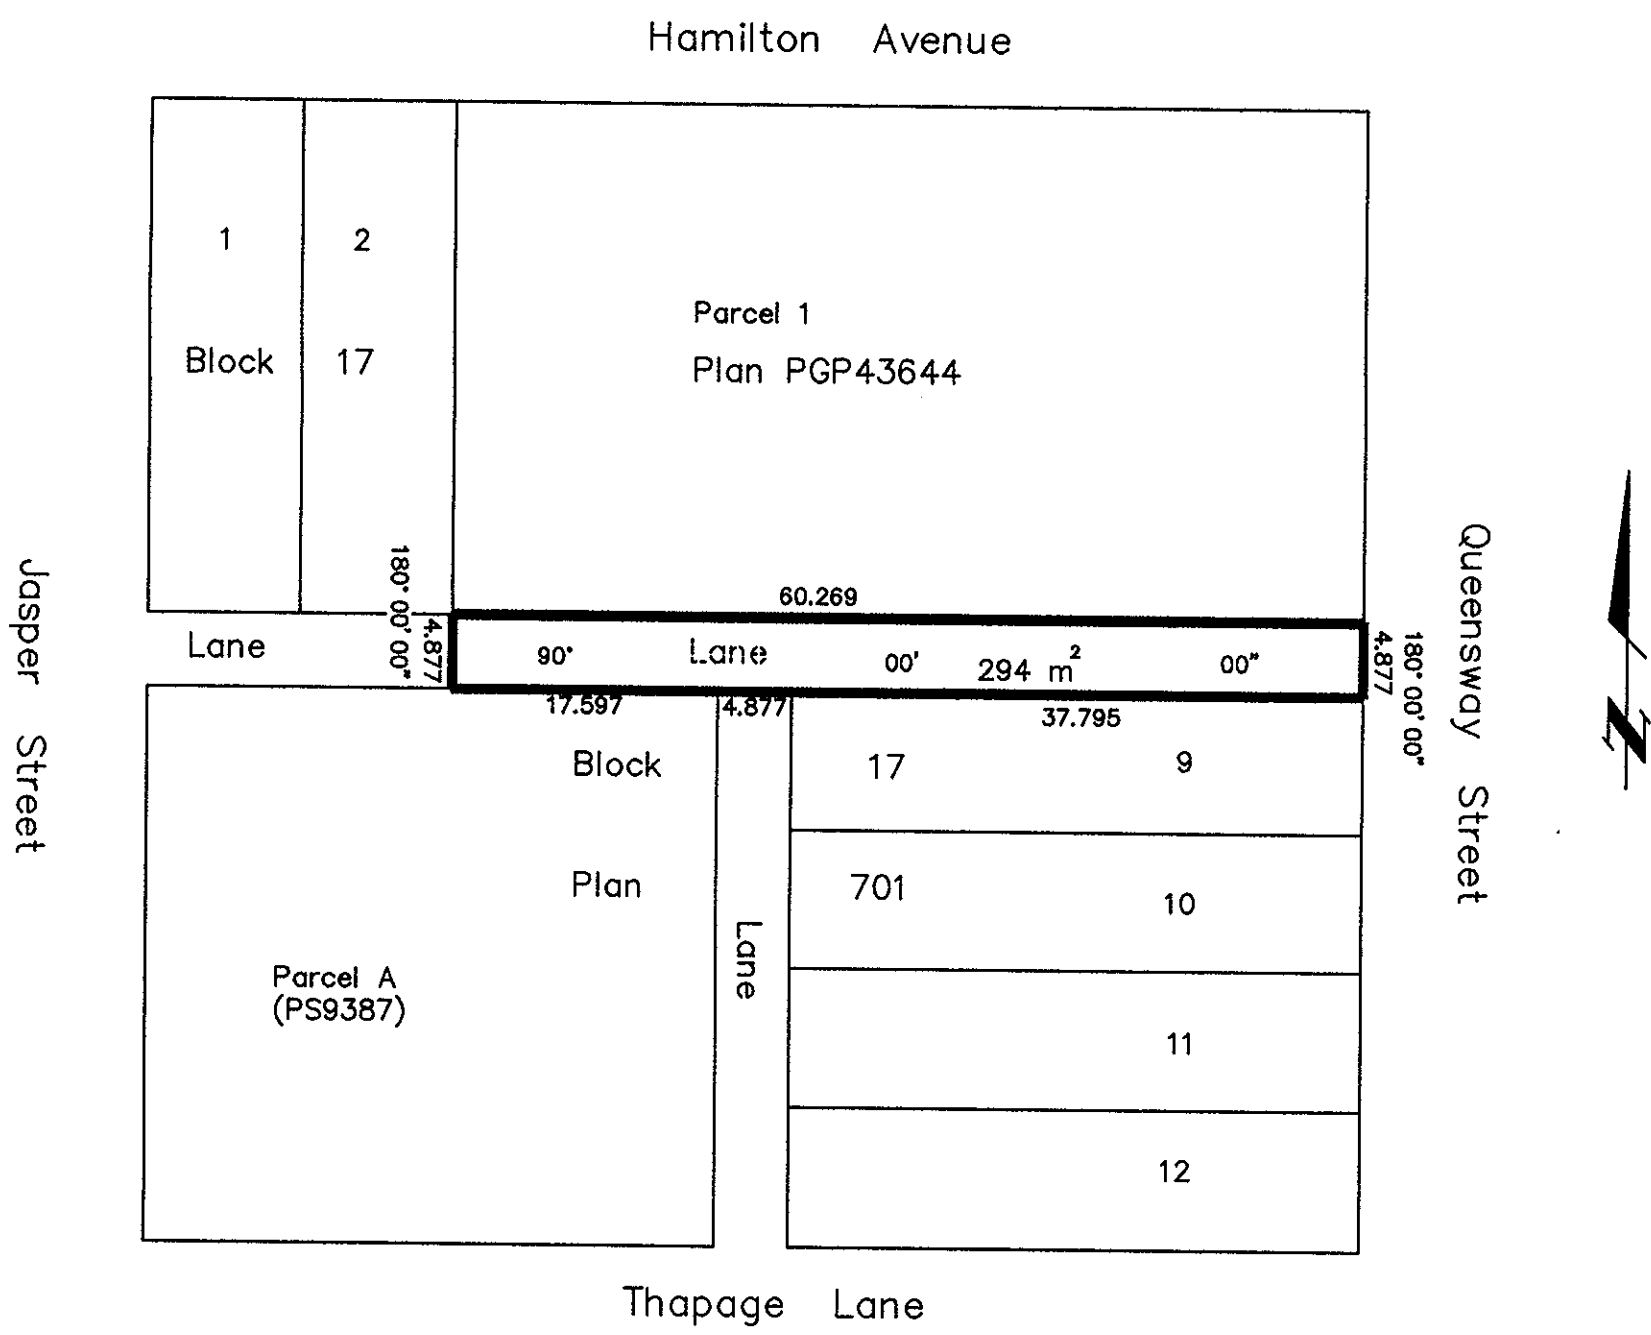 Hamilton Avenue
1 2
Block 17
Parcel 1
Plan PGP43644
Jasper Street
Queensway Street
N
180° 00' 00"
4.877
60.269
Lane
90° Lane 00' 294 m² 00"
4.877
180° 00' 00"
17.597 4.877 37.795
Block 17 9
Plan 701 10
Lane
Parcel A
(PS9387)
11
12
Thapage Lane